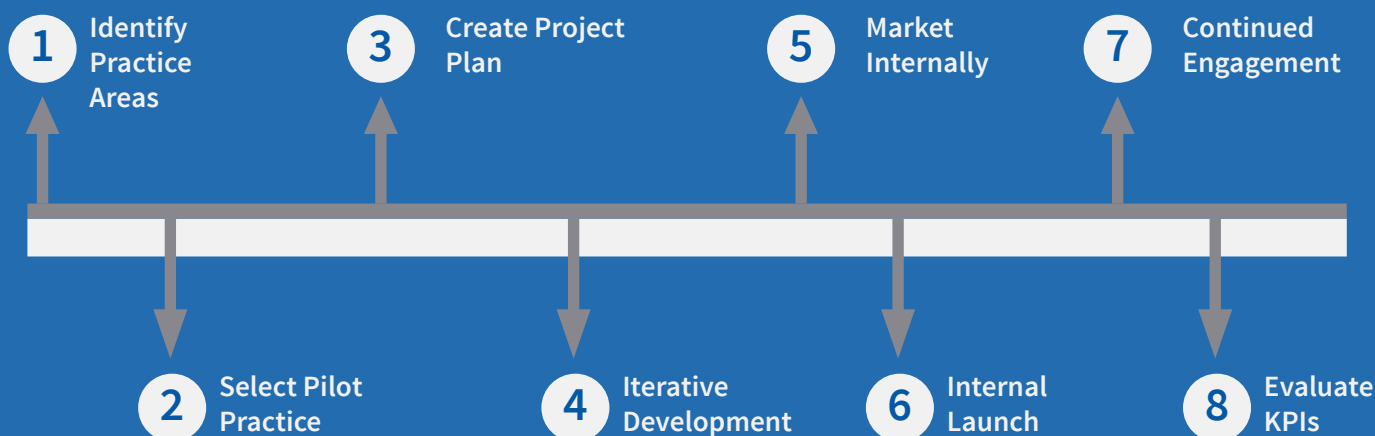 1
Identify
Practice
Areas
2
Select Pilot
Practice
3
Create Project
Plan
4
Iterative
Development
5
Market
Internally
6
Internal
Launch
7
Continued
Engagement
8
Evaluate
KPIs